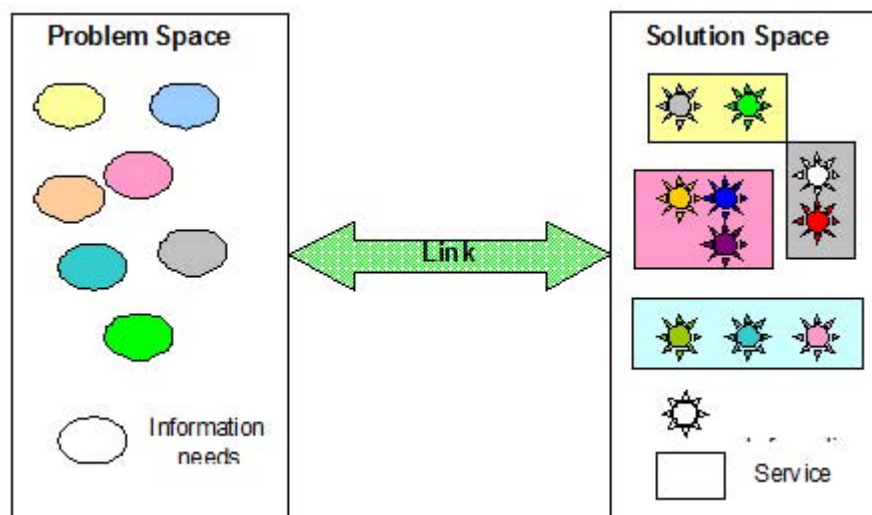 Problem Space
Solution Space
Link
Information
needs
Service